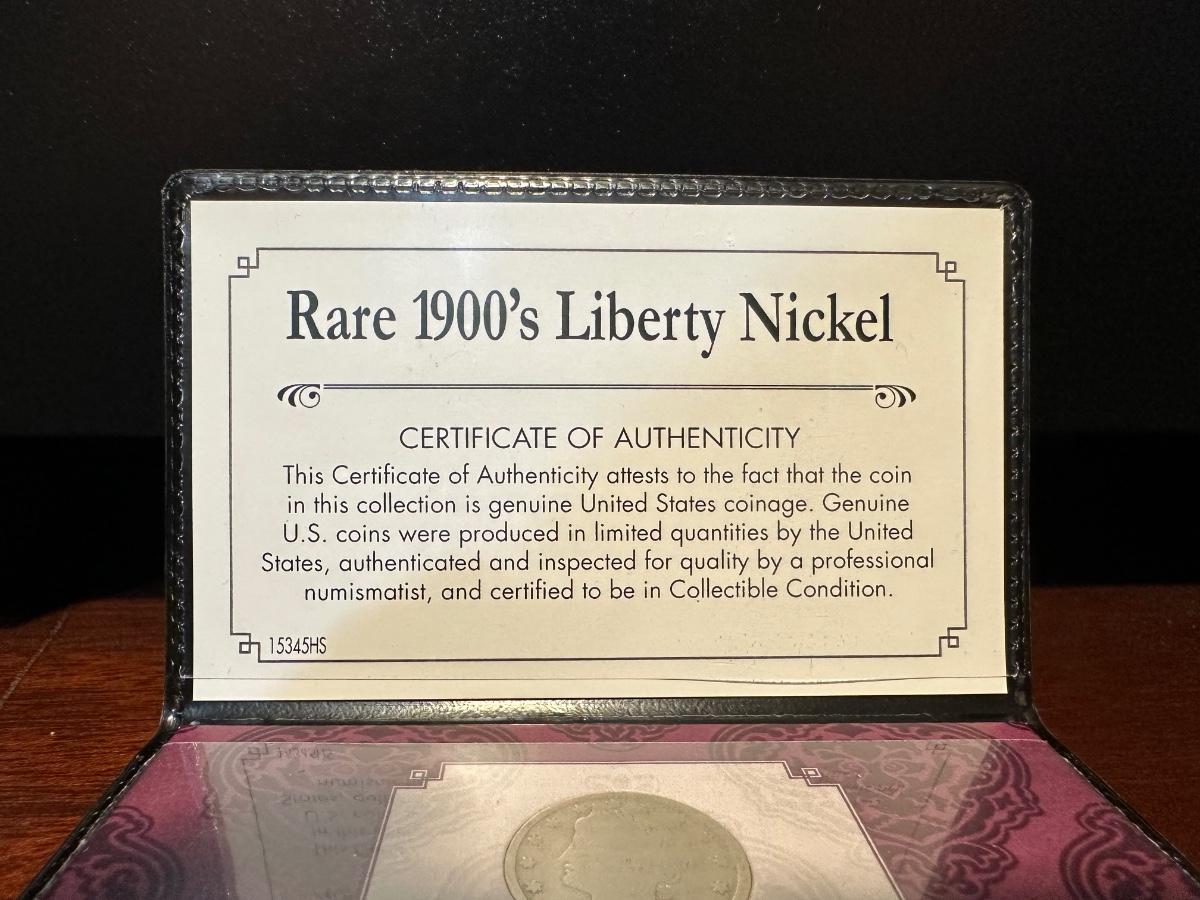 Rare 1900's Liberty Nickel
CERTIFICATE OF AUTHENTICITY
This Certificate of Authenticity attests to the fact that the coin
in this collection is genuine United States coinage. Genuine
U.S. coins were produced in limited quantities by the United
States, authenticated and inspected for quality by a professional
numismatist, and certified to be in Collectible Condition.
15345HS